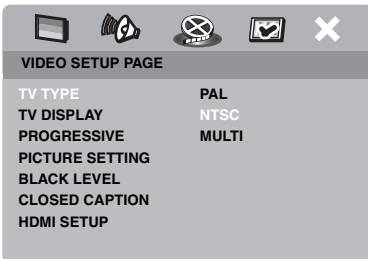 VIDEO SETUP PAGE
TV TYPE PAL
TV DISPLAY NTSC
PROGRESSIVE MULTI
PICTURE SETTING
BLACK LEVEL
CLOSED CAPTION
HDMI SETUP